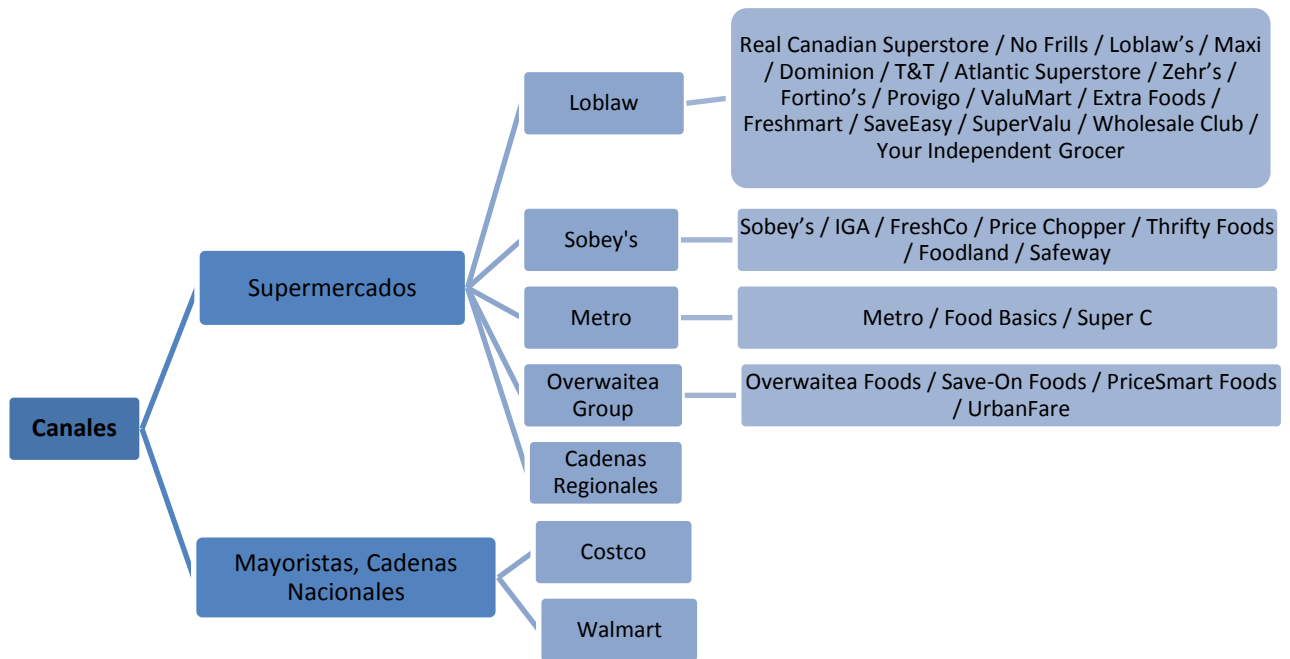 Canales
Supermercados
Loblaw
Real Canadian Superstore / No Frills / Loblaw’s / Maxi
/ Dominion / T&T / Atlantic Superstore / Zehr’s /
Fortino’s / Provigo / ValuMart / Extra Foods /
Freshmart / SaveEasy / SuperValu / Wholesale Club /
Your Independent Grocer
Sobey's
Sobey’s / IGA / FreshCo / Price Chopper / Thrifty Foods
/ Foodland / Safeway
Metro
Metro / Food Basics / Super C
Overwaitea
Group
Overwaitea Foods / Save-On Foods / PriceSmart Foods
/ UrbanFare
Cadenas
Regionales
Mayoristas, Cadenas
Nacionales
Costco
Walmart